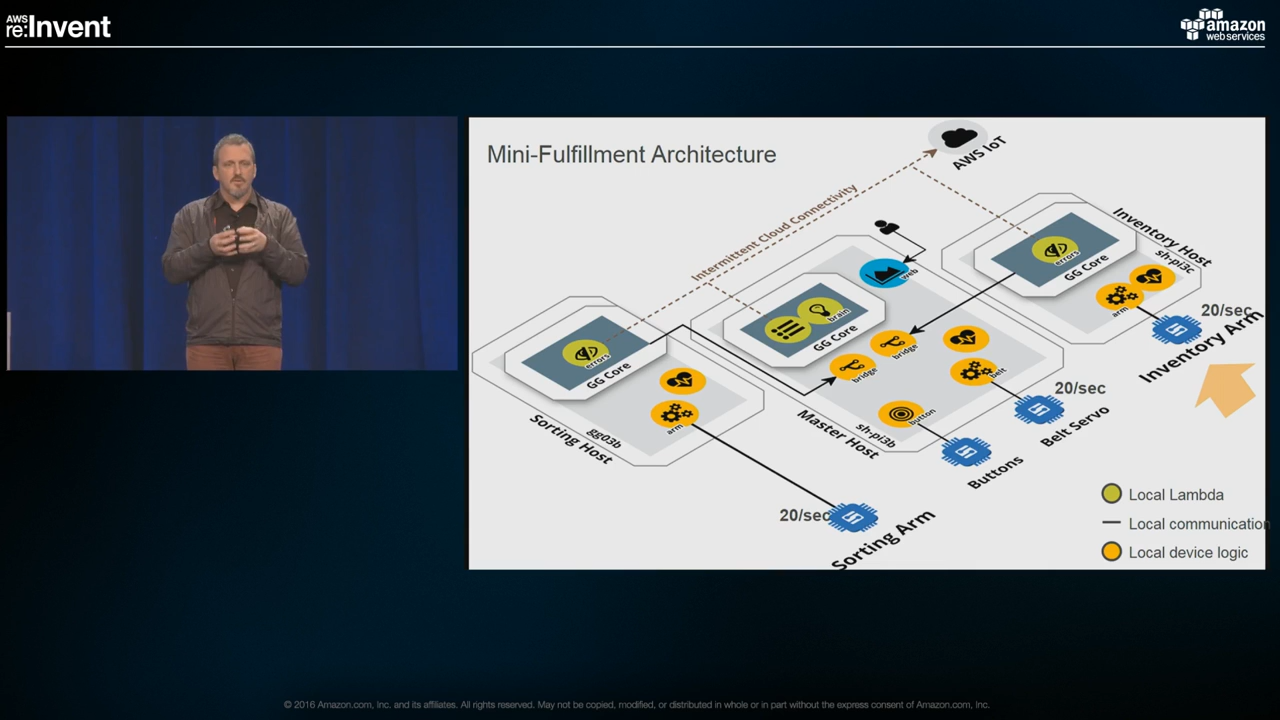 AWS
re:Invent
amazon
web services
Mini-Fulfillment Architecture
AWS IoT
Intermittent Cloud Connectivity
web
errors
GG Core
Inventory Host
sh-pi3c
arm
20/sec
Inventory Arm
brain
GG Core
bridge
bridge
belt
button
Master Host
sh-pi3b
20/sec
Belt Servo
Buttons
errors
GG Core
arm
gg03b
Sorting Host
20/sec
Sorting Arm
Local Lambda
Local communication
Local device logic
© 2016 Amazon.com, Inc. and its affiliates. All rights reserved. May not be copied, modified, or distributed in whole or in part without the express consent of Amazon.com, Inc.